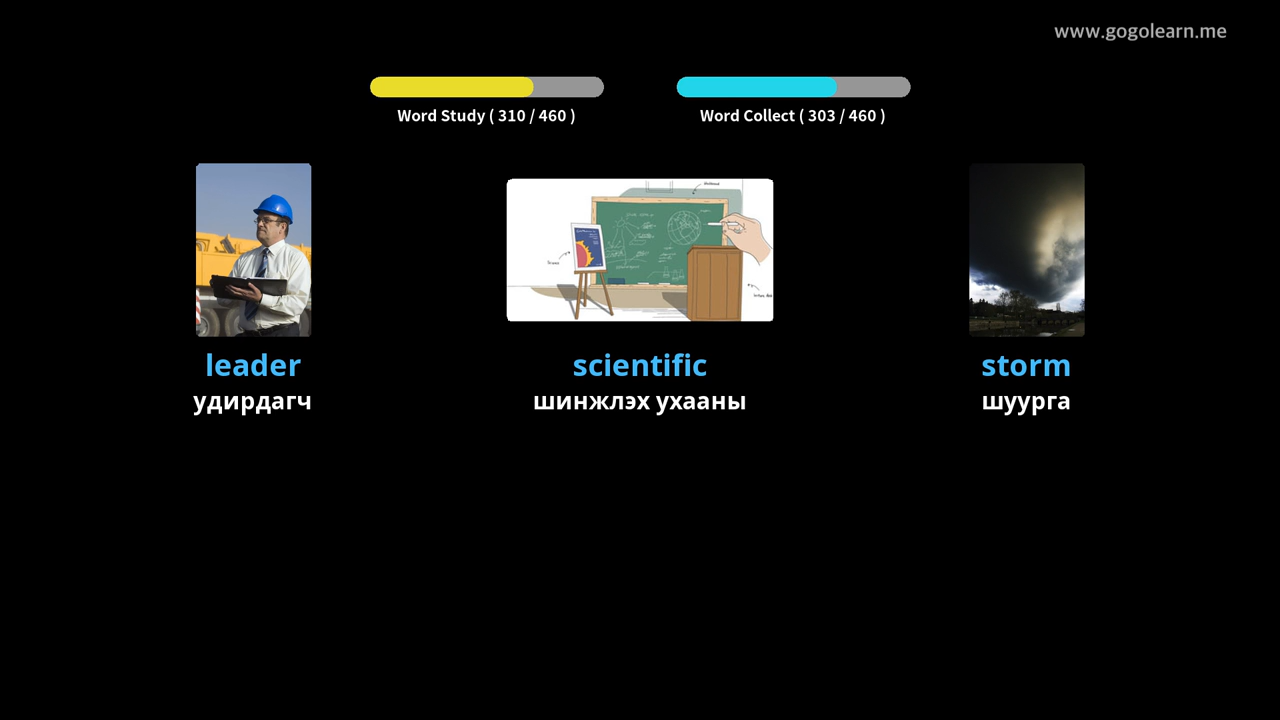 www.gogolearn.me
Word Study ( 310 / 460 )
Word Collect ( 303 / 460 )
leader
удирдагч
scientific
шинжлэх ухааны
storm
шуурга